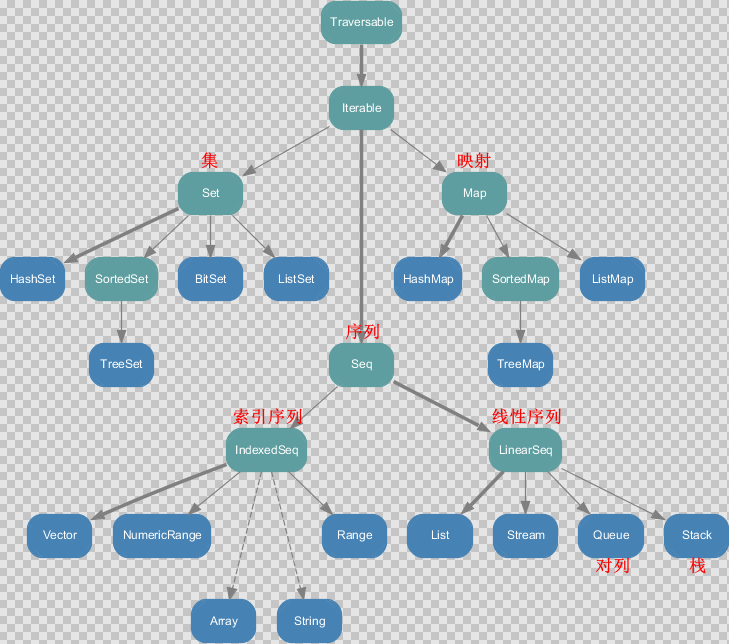 Traversable
Iterable
集
映射
Set
Map
HashSet
SortedSet
BitSet
ListSet
HashMap
SortedMap
ListMap
序列
TreeSet
Seq
TreeMap
索引序列
线性序列
IndexedSeq
LinearSeq
Vector
NumericRange
Range
List
Stream
Queue
Stack
对列
栈
Array
String